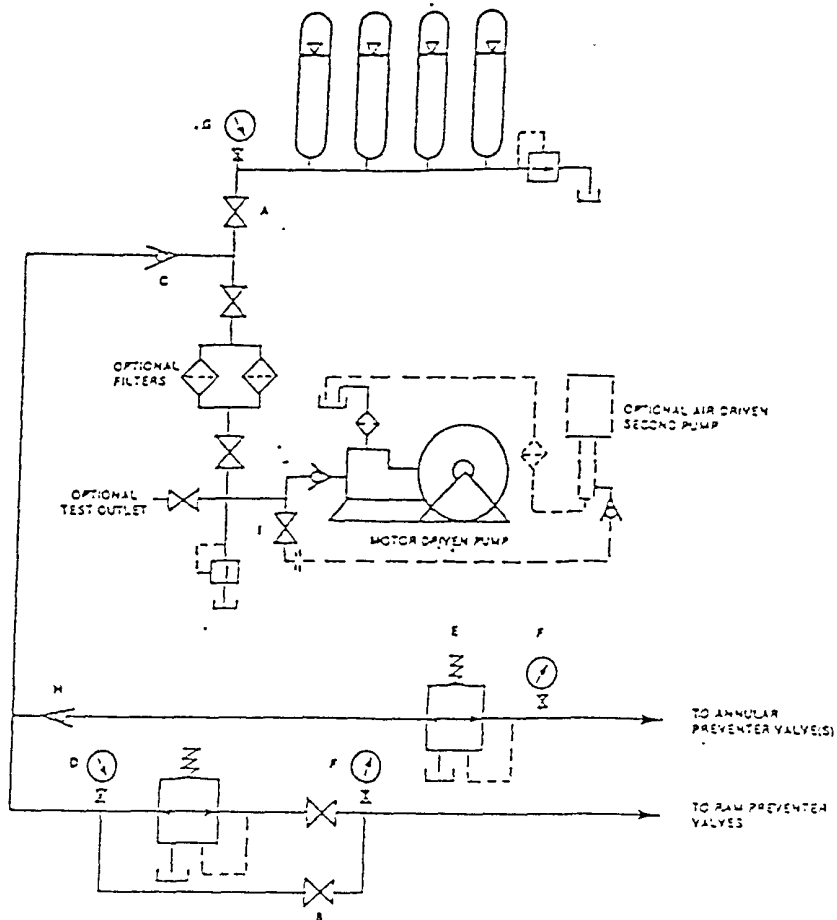 G
A
C
OPTIONAL
FILTERS
OPTIONAL AIR DRIVEN
SECOND PUMP
OPTIONAL
TEST OUTLET
I
MOTOR DRIVEN PUMP
E
F
H
TO ANNULAR
PREVENTER VALVE(S)
D
F
TO RAM PREVENTER
VALVES
B